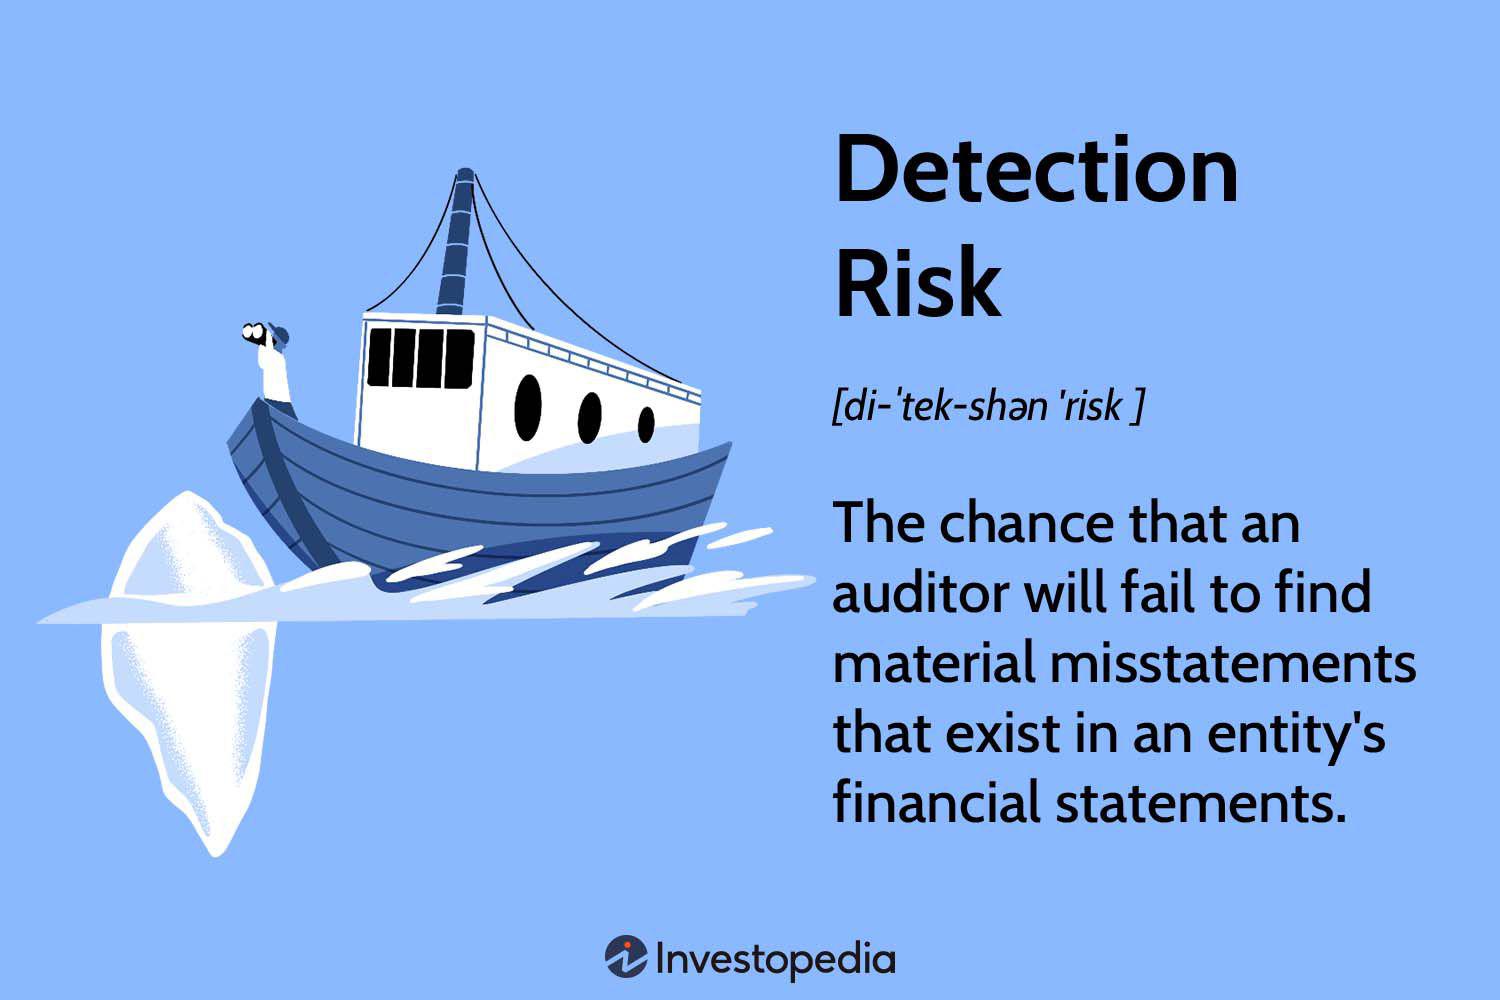 Detection
Risk
[di-ˈtek-shən 'risk ]
The chance that an
auditor will fail to find
material misstatements
that exist in an entity's
financial statements.
Investopedia